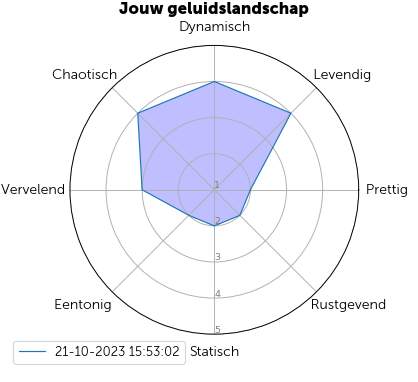 Jouw geluidslandschap
Dynamisch
Chaotisch
Levendig
Vervelend
1
Prettig
2
3
4
Eentonig
Rustgevend
5
21-10-2023 15:53:02
Statisch